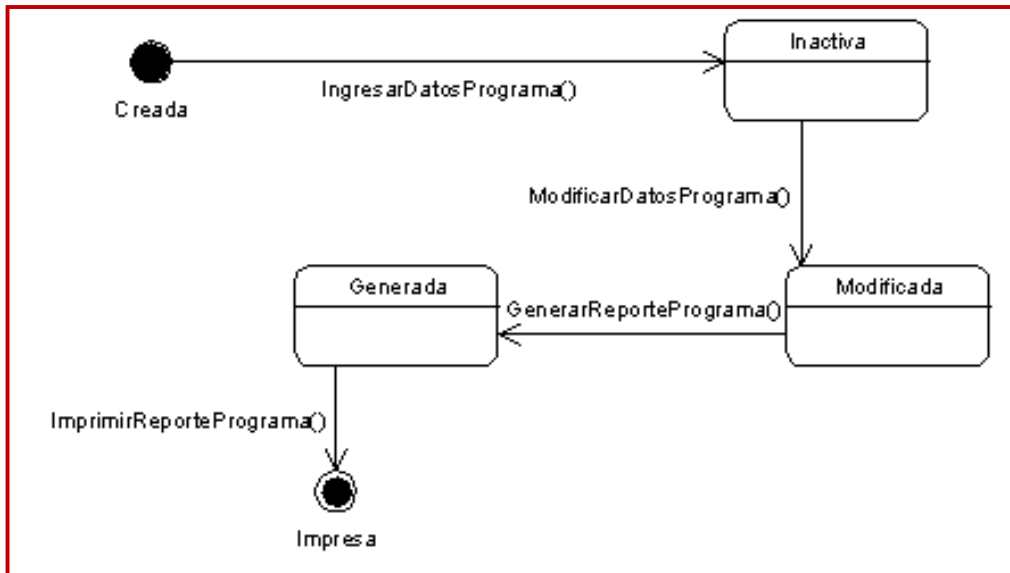 Inactiva
IngresarDatosPrograma()
Creada
ModificarDatosPrograma()
Generada
Modificada
GenerarReportePrograma()
ImprimirReportePrograma()
Impresa